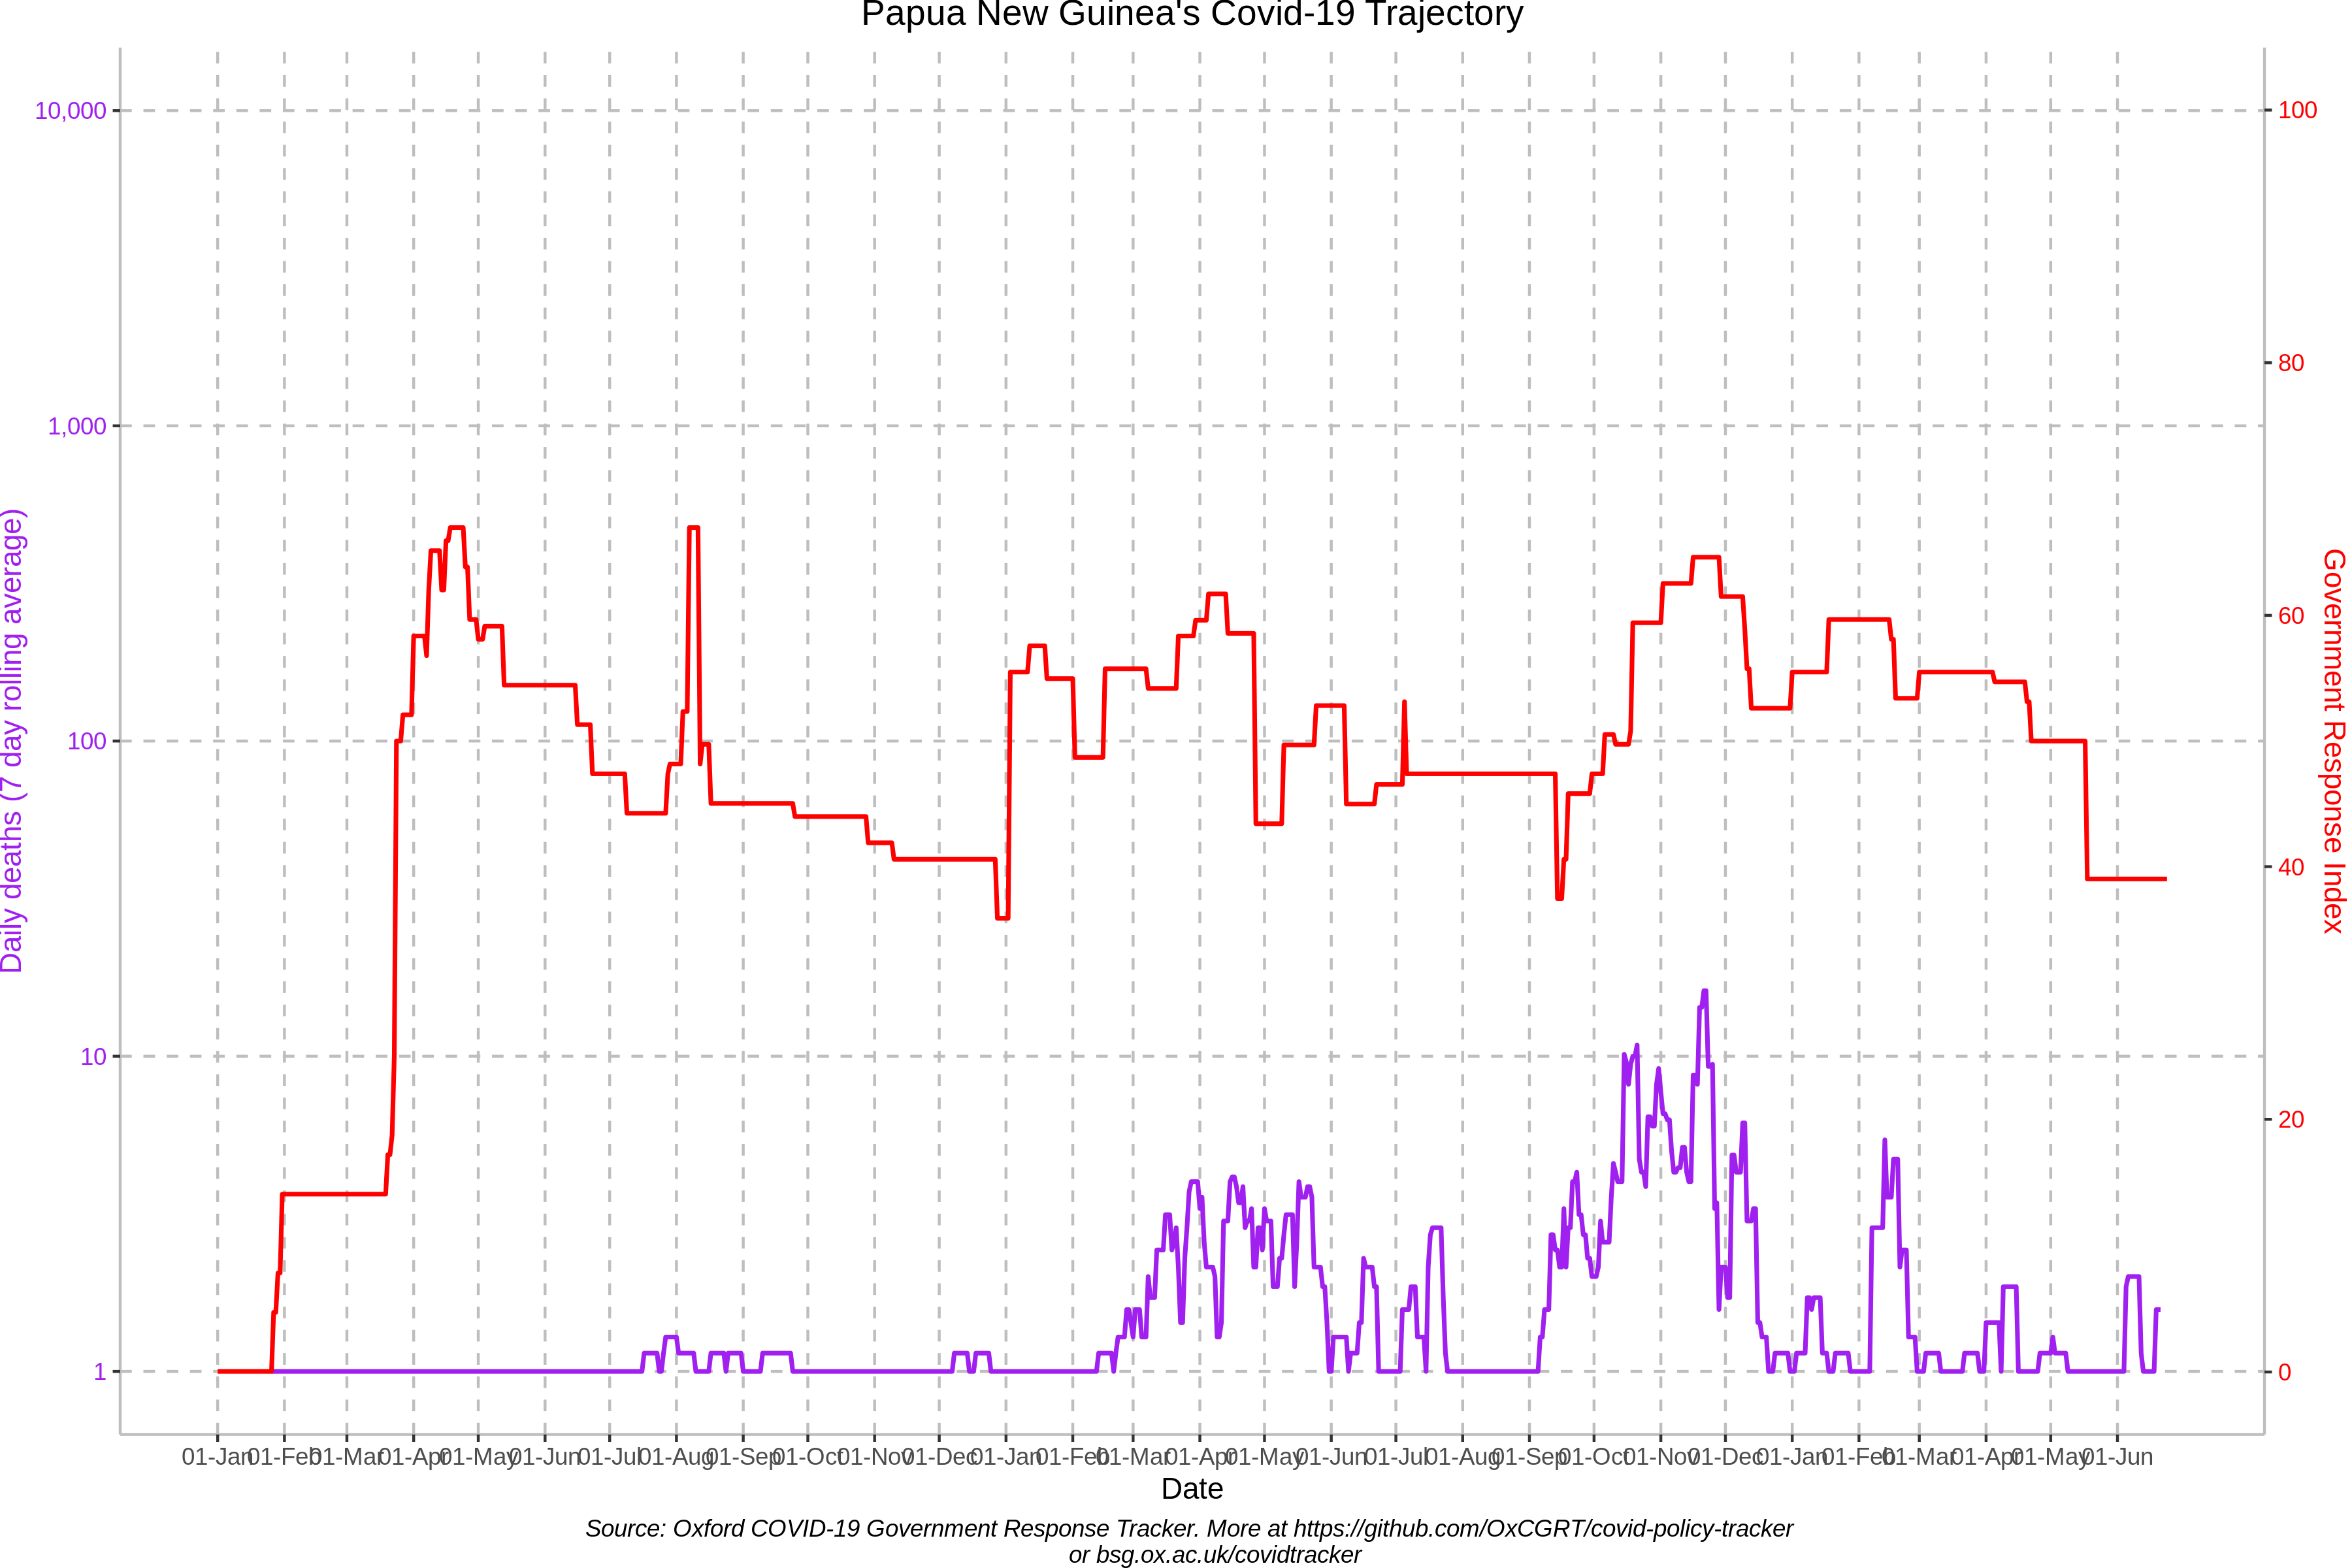 Papua New Guinea's Covid-19 Trajectory
10,000
1,000
100
10
1
Daily deaths (7 day rolling average)
100
80
60
40
20
0
Government Response Index
01-Jan 01-Feb 01-Mar 01-Apr 01-May 01-Jun 01-Jul 01-Aug 01-Sep 01-Oct 01-Nov 01-Dec 01-Jan 01-Feb 01-Mar 01-Apr 01-May 01-Jun 01-Jul 01-Aug 01-Sep 01-Oct 01-Nov 01-Dec 01-Jan 01-Feb 01-Mar 01-Apr 01-May 01-Jun
Date
Source: Oxford COVID-19 Government Response Tracker. More at https://github.com/OxCGRT/covid-policy-tracker
or bsg.ox.ac.uk/covidtracker